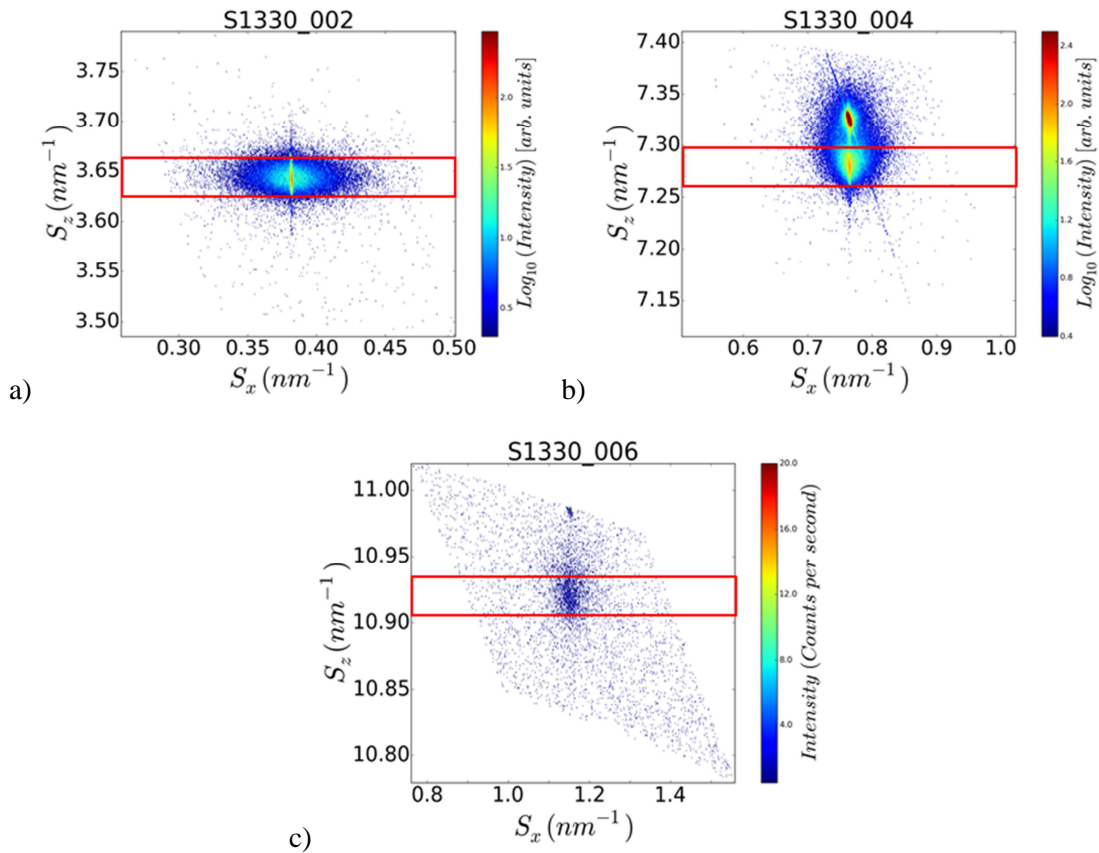 S1330_002
3.75
3.70
3.65
3.60
3.55
3.50
S_z (nm^{-1})
0.30 0.35 0.40 0.45 0.50
S_x (nm^{-1})
2.0
1.5
1.0
0.5
Log_{10} (Intensity) [arb. units]
a)
S1330_004
7.40
7.35
7.30
7.25
7.20
7.15
S_z (nm^{-1})
0.6 0.7 0.8 0.9 1.0
S_x (nm^{-1})
2.4
2.0
1.6
1.2
0.8
0.4
Log_{10} (Intensity) [arb. units]
b)
S1330_006
11.00
10.95
10.90
10.85
10.80
S_z (nm^{-1})
0.8 1.0 1.2 1.4
S_x (nm^{-1})
20.0
16.0
12.0
8.0
4.0
Intensity (Counts per second)
c)